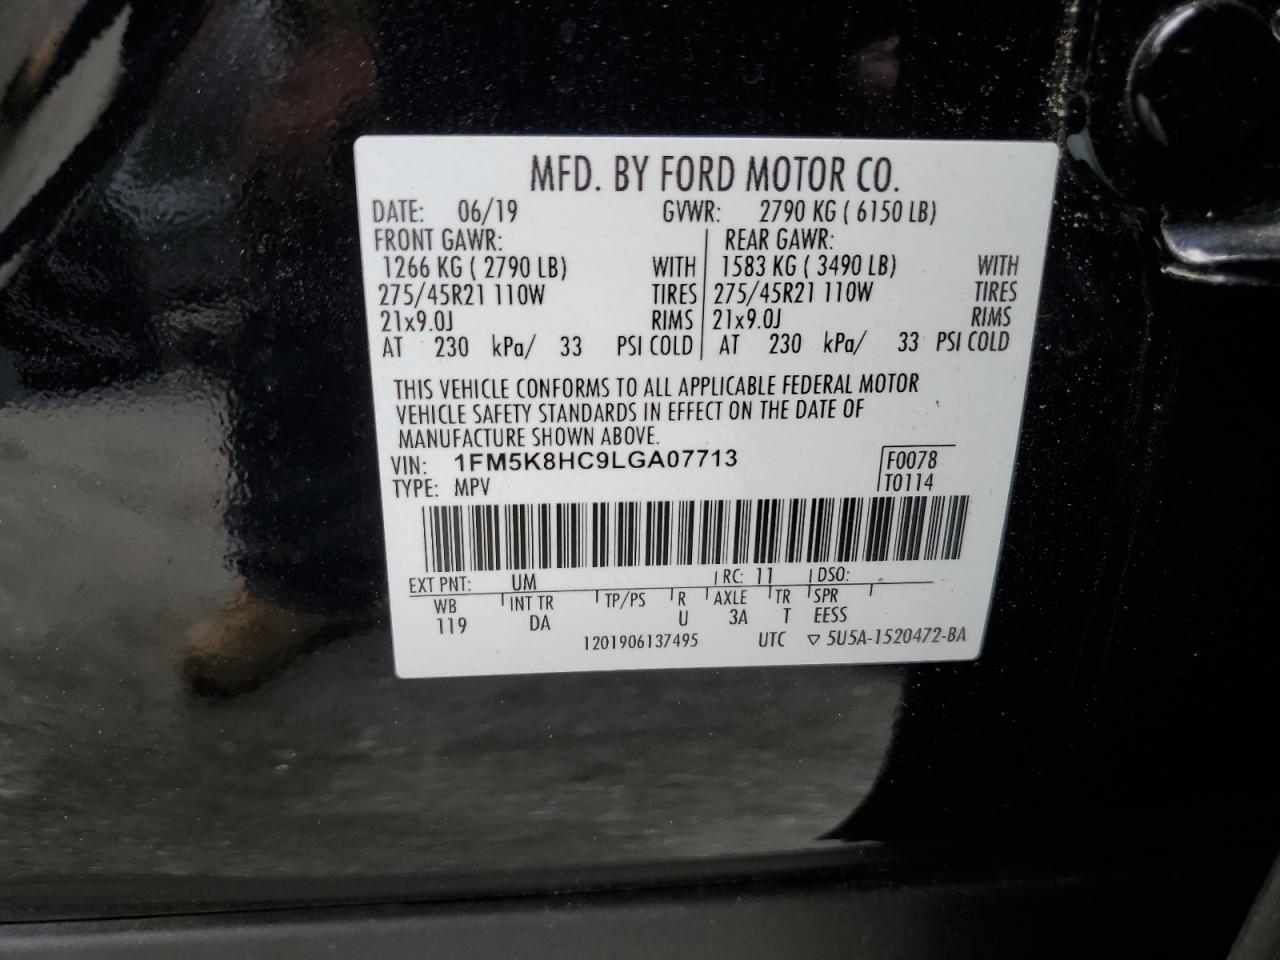 MFD. BY FORD MOTOR CO.
DATE: 06/19 GVWR: 2790 KG ( 6150 LB)
FRONT GAWR: REAR GAWR:
1266 KG ( 2790 LB) WITH 1583 KG ( 3490 LB) WITH
275/45R21 110W TIRES 275/45R21 110W TIRES
21x9.0J RIMS 21x9.0J RIMS
AT 230 kPa/ 33 PSI COLD AT 230 kPa/ 33 PSI COLD
THIS VEHICLE CONFORMS TO ALL APPLICABLE FEDERAL MOTOR
VEHICLE SAFETY STANDARDS IN EFFECT ON THE DATE OF
MANUFACTURE SHOWN ABOVE.
VIN: 1FM5K8HC9LGA07713 F0078
TYPE: MPV T0114
EXT PNT: UM RC: 11 DSO:
WB INT TR TP/PS R AXLE TR SPR
119 DA U 3A T EESS
1201906137495 UTC ▽ 5U5A-1520472-BA